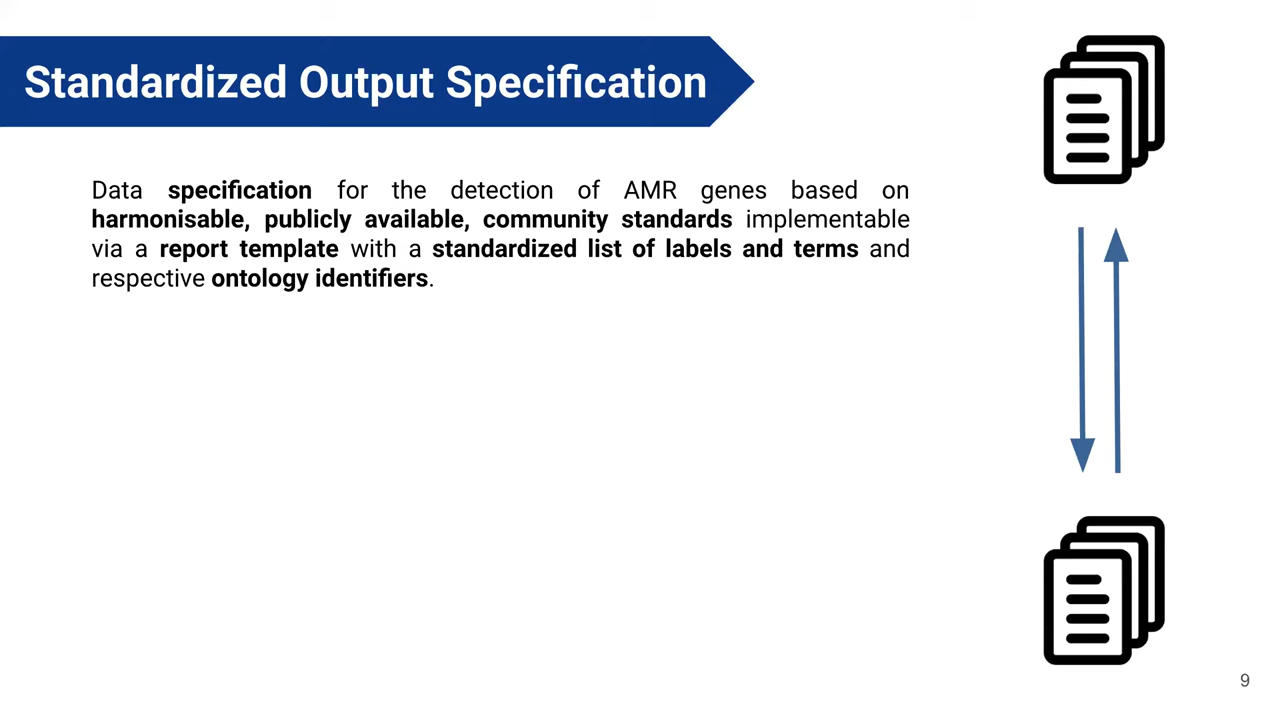 Standardized Output Specification
Data specification for the detection of AMR genes based on
harmonisable, publicly available, community standards implementable
via a report template with a standardized list of labels and terms and
respective ontology identifiers.
9